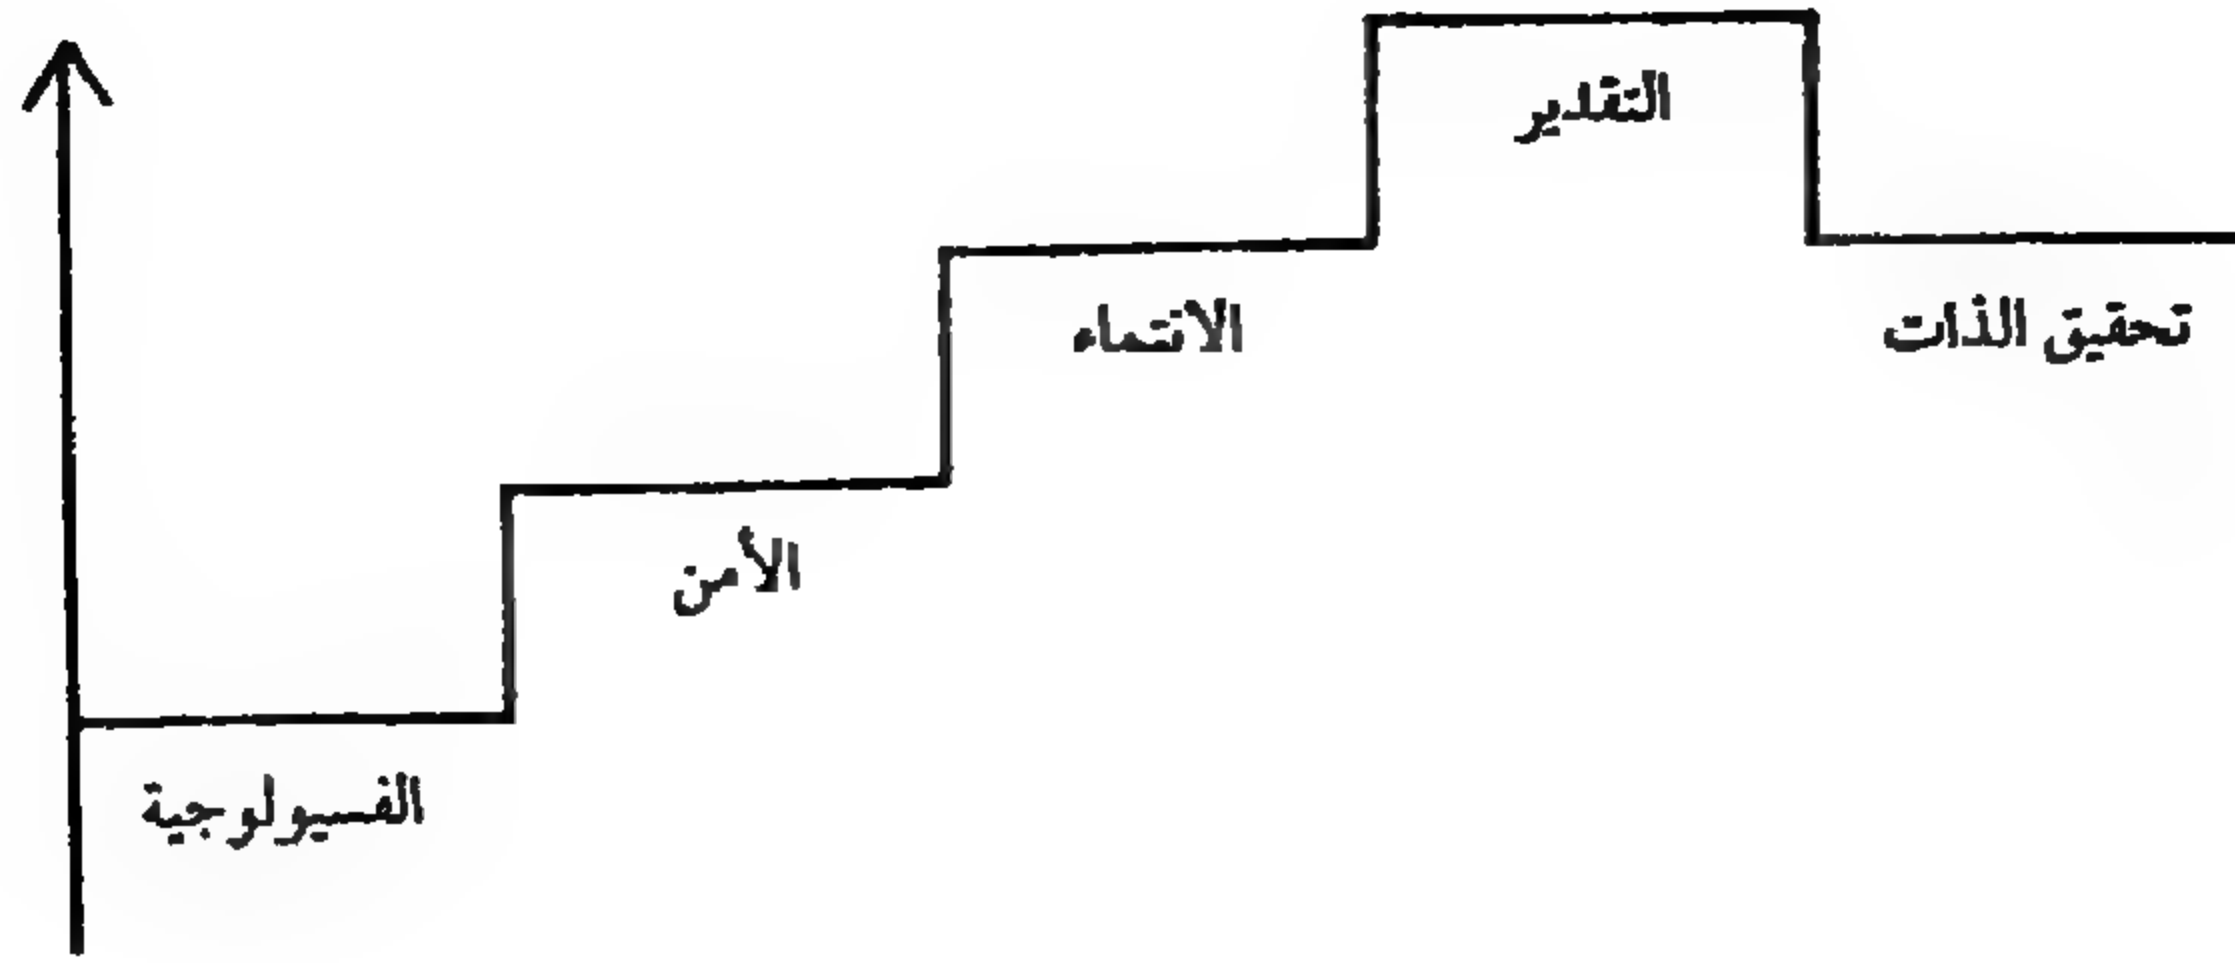 التقدير
الانتماء
تحقيق الذات
الأمن
الفسيولوجية